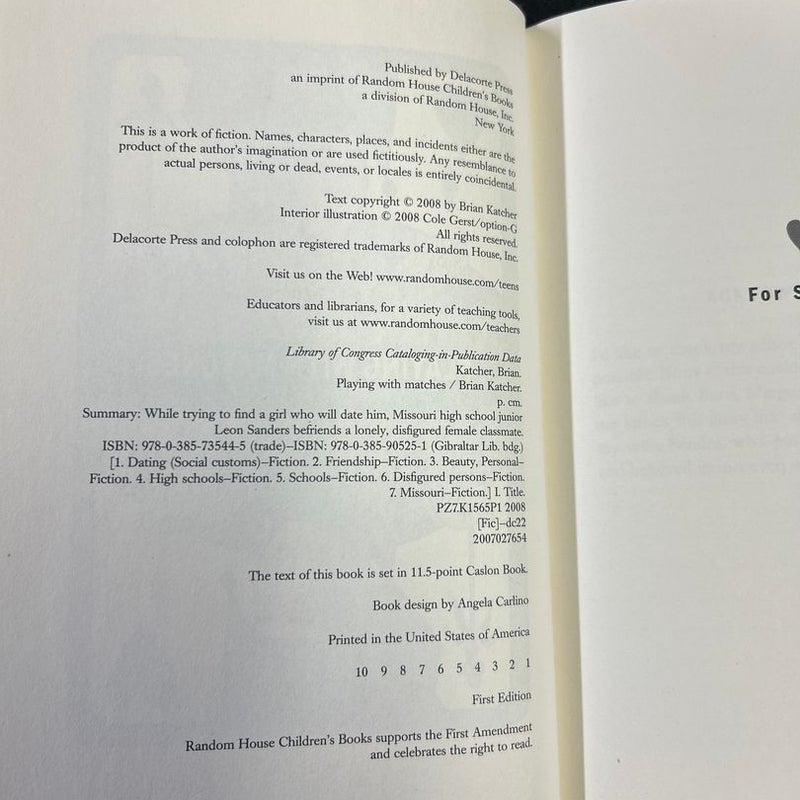 Published by Delacorte Press
an imprint of Random House Children's Books
a division of Random House, Inc.
New York
This is a work of fiction. Names, characters, places, and incidents either are the
product of the author's imagination or are used fictitiously. Any resemblance to
actual persons, living or dead, events, or locales is entirely coincidental.
Text copyright © 2008 by Brian Katcher
Interior illustration © 2008 Cole Gerst/option-G
All rights reserved.
Delacorte Press and colophon are registered trademarks of Random House, Inc.
Visit us on the Web! www.randomhouse.com/teens
Educators and librarians, for a variety of teaching tools,
visit us at www.randomhouse.com/teachers
Library of Congress Cataloging-in-Publication Data
Katcher, Brian.
Playing with matches / Brian Katcher.
p. cm.
Summary: While trying to find a girl who will date him, Missouri high school junior
Leon Sanders befriends a lonely, disfigured female classmate.
ISBN: 978-0-385-73544-5 (trade)–ISBN: 978-0-385-90525-1 (Gibraltar Lib. bdg.)
[1. Dating (Social customs)–Fiction. 2. Friendship–Fiction. 3. Beauty, Personal–
Fiction. 4. High schools–Fiction. 5. Schools–Fiction. 6. Disfigured persons–Fiction.
7. Missouri–Fiction.] I. Title.
PZ7.K1565P1 2008
[Fic]–dc22
2007027654
The text of this book is set in 11.5-point Caslon Book.
Book design by Angela Carlino
Printed in the United States of America
10 9 8 7 6 5 4 3 2 1
First Edition
Random House Children's Books supports the First Amendment
and celebrates the right to read.
For S